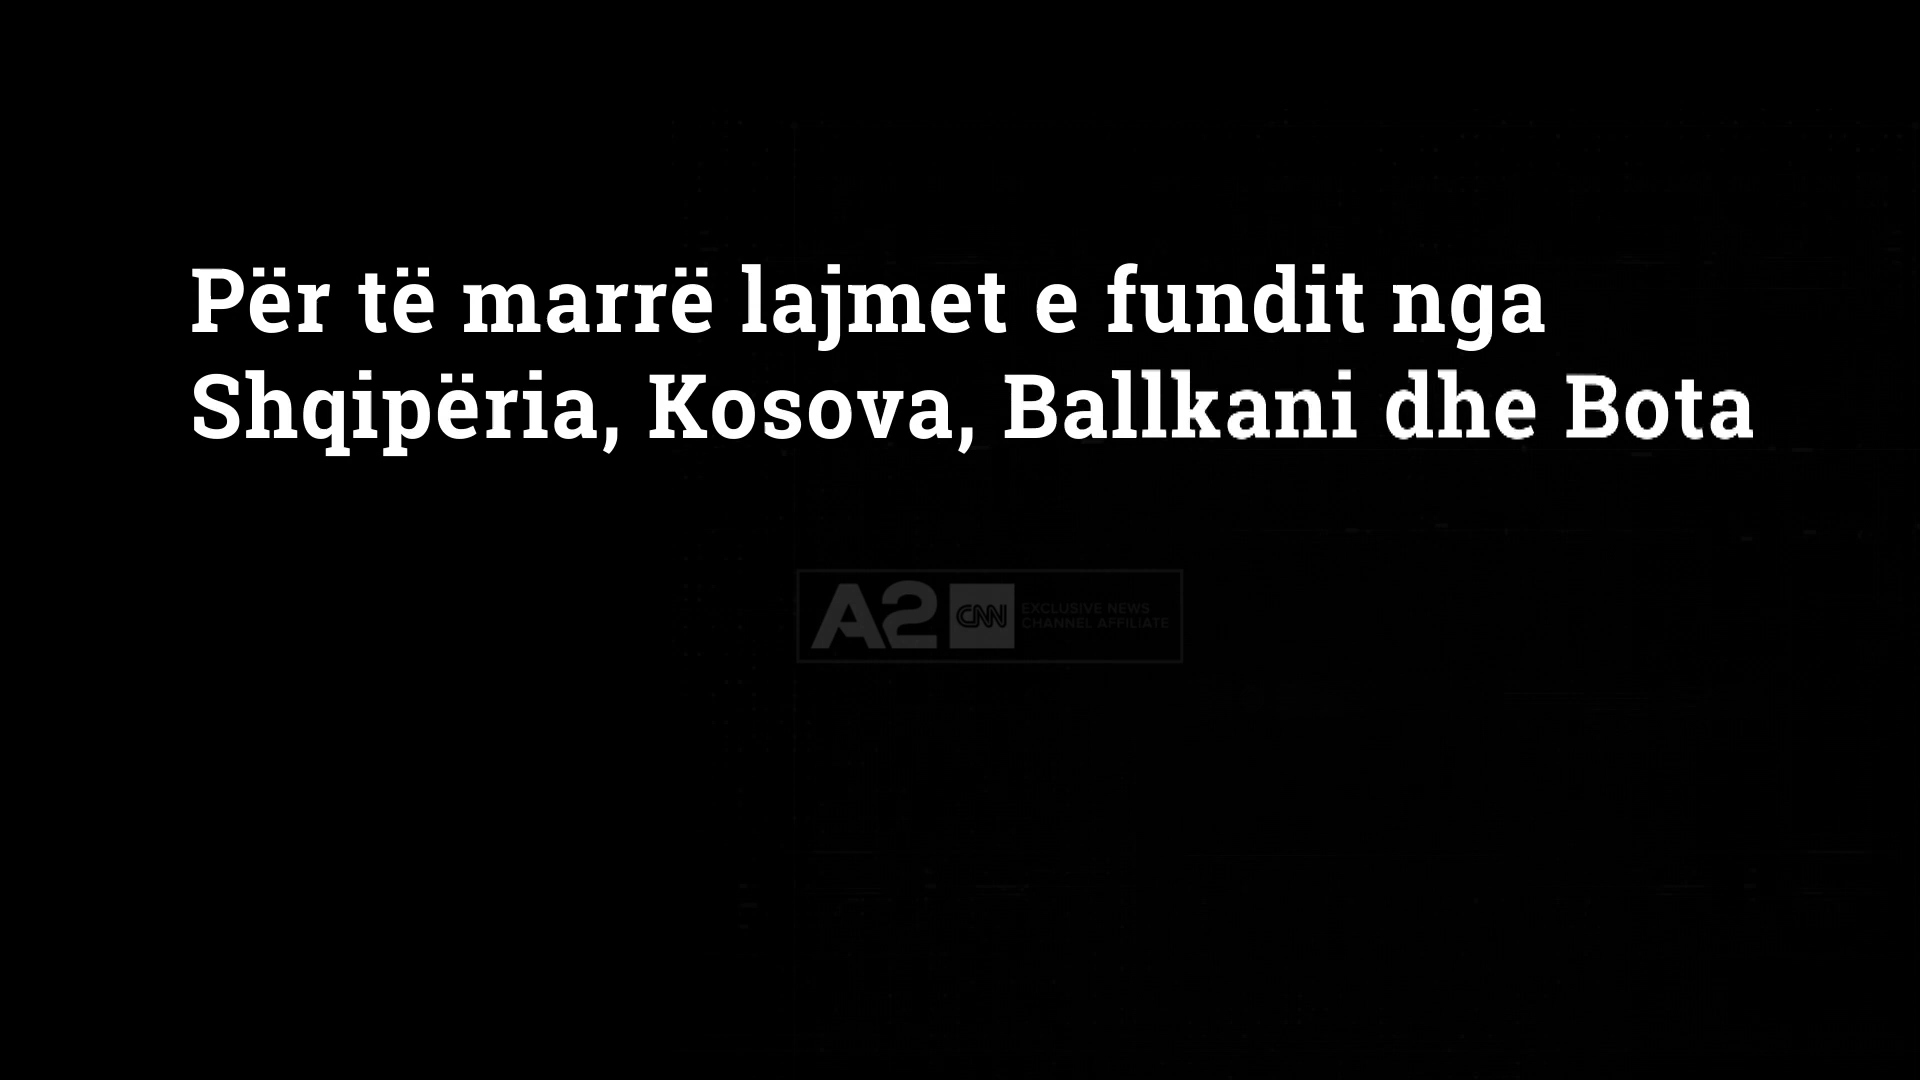 Për të marrë lajmet e fundit nga
Shqipëria, Kosova, Ballkani dhe Bota
A2 CNN EXCLUSIVE NEWS
CHANNEL AFFILIATE